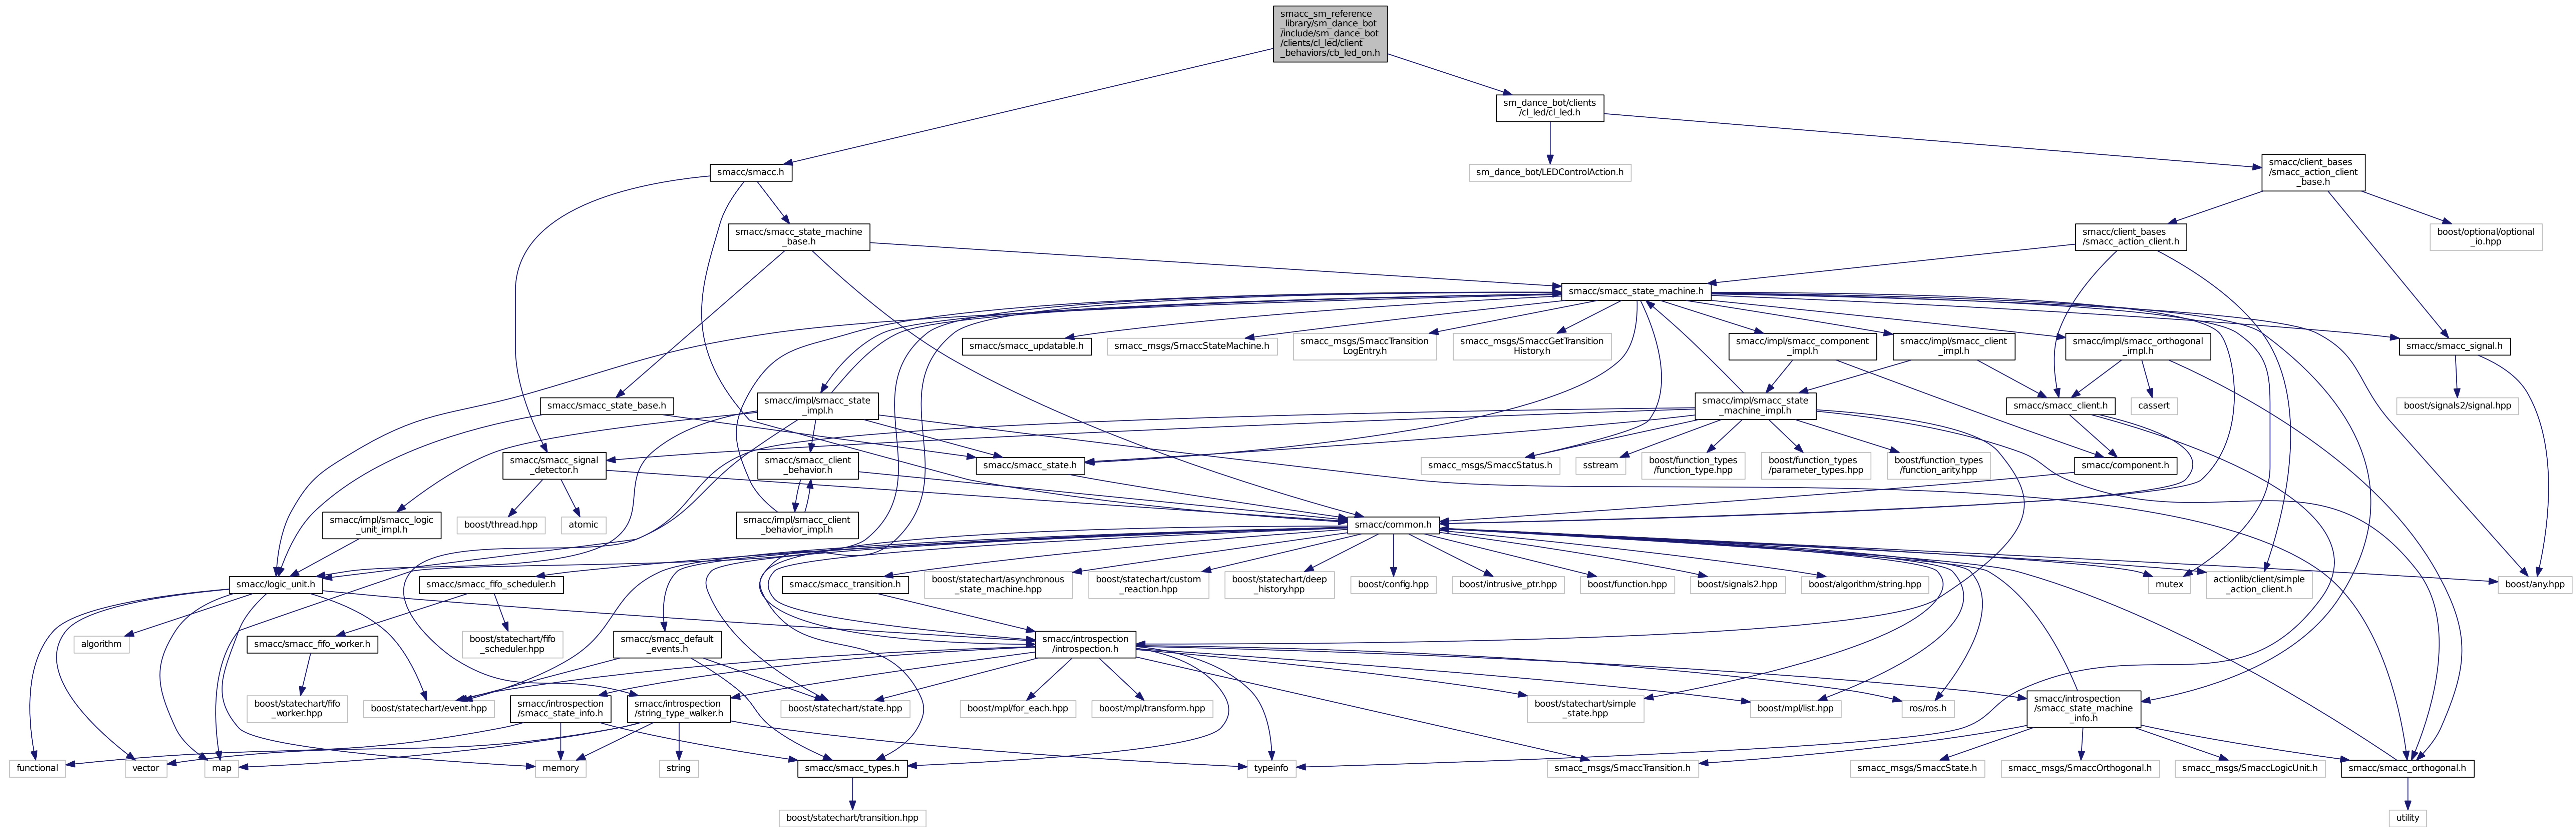 smacc_sm_reference
_library/sm_dance_bot
/include/sm_dance_bot
/clients/cl_led/client
_behaviors/cb_led_on.h
sm_dance_bot/clients
/cl_led/cl_led.h
smacc/smacc.h
sm_dance_bot/LEDControlAction.h
smacc/client_bases
/smacc_action_client
_base.h
smacc/smacc_state_machine
_base.h
smacc/client_bases
/smacc_action_client.h
boost/optional/optional
_io.hpp
smacc/smacc_state_machine.h
smacc/smacc_updatable.h
smacc_msgs/SmaccStateMachine.h
smacc_msgs/SmaccTransition
LogEntry.h
smacc_msgs/SmaccGetTransition
History.h
smacc/impl/smacc_component
_impl.h
smacc/impl/smacc_client
_impl.h
smacc/impl/smacc_orthogonal
_impl.h
smacc/smacc_signal.h
smacc/smacc_state_base.h
smacc/impl/smacc_state
_impl.h
smacc/impl/smacc_state
_machine_impl.h
smacc/smacc_client.h
cassert
boost/signals2/signal.hpp
smacc/smacc_signal
_detector.h
smacc/smacc_client
_behavior.h
smacc/smacc_state.h
smacc_msgs/SmaccStatus.h
sstream
boost/function_types
/function_type.hpp
boost/function_types
/parameter_types.hpp
boost/function_types
/function_arity.hpp
smacc/component.h
smacc/impl/smacc_logic
_unit_impl.h
boost/thread.hpp
atomic
smacc/impl/smacc_client
_behavior_impl.h
smacc/common.h
smacc/logic_unit.h
smacc/smacc_fifo_scheduler.h
smacc/smacc_transition.h
boost/statechart/asynchronous
_state_machine.hpp
boost/statechart/custom
_reaction.hpp
boost/statechart/deep
_history.hpp
boost/config.hpp
boost/intrusive_ptr.hpp
boost/function.hpp
boost/signals2.hpp
boost/algorithm/string.hpp
mutex
actionlib/client/simple
_action_client.h
boost/any.hpp
algorithm
smacc/smacc_fifo_worker.h
boost/statechart/fifo
_scheduler.hpp
smacc/smacc_default
_events.h
smacc/introspection
/introspection.h
boost/statechart/fifo
_worker.hpp
boost/statechart/event.hpp
smacc/introspection
/smacc_state_info.h
smacc/introspection
/string_type_walker.h
boost/statechart/state.hpp
boost/mpl/for_each.hpp
boost/mpl/transform.hpp
boost/statechart/simple
_state.hpp
boost/mpl/list.hpp
ros/ros.h
smacc/introspection
/smacc_state_machine
_info.h
functional
vector
map
memory
string
smacc/smacc_types.h
typeinfo
smacc_msgs/SmaccTransition.h
smacc_msgs/SmaccState.h
smacc_msgs/SmaccOrthogonal.h
smacc_msgs/SmaccLogicUnit.h
smacc/smacc_orthogonal.h
boost/statechart/transition.hpp
utility